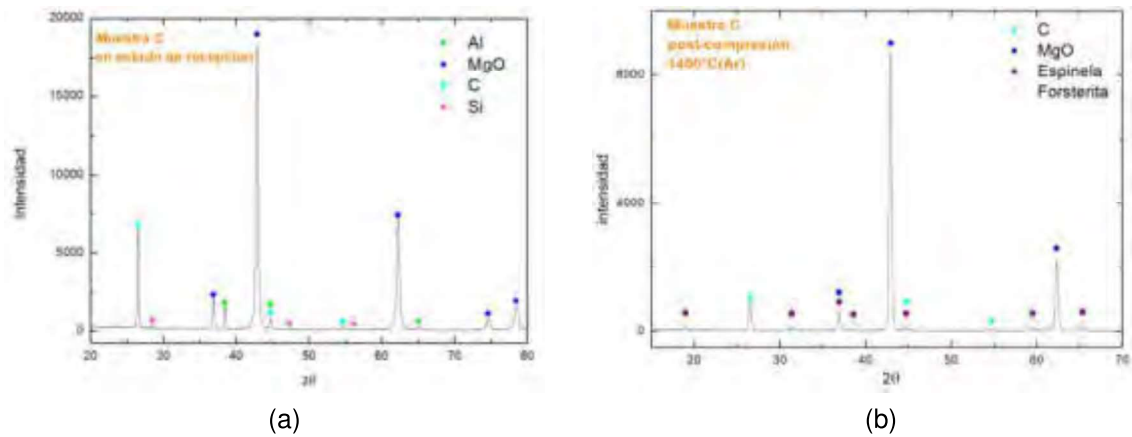 20000
15000
10000
5000
0
Intensidad
Muestra C
en estado de recepción
Al
MgO
C
Si
20
30
40
50
60
70
80
2θ
(a)
8000
4000
0
intensidad
Muestra C
post-compresión
1400°C(Ar)
C
MgO
Espinela
Forsterita
20
30
40
50
60
70
2θ
(b)